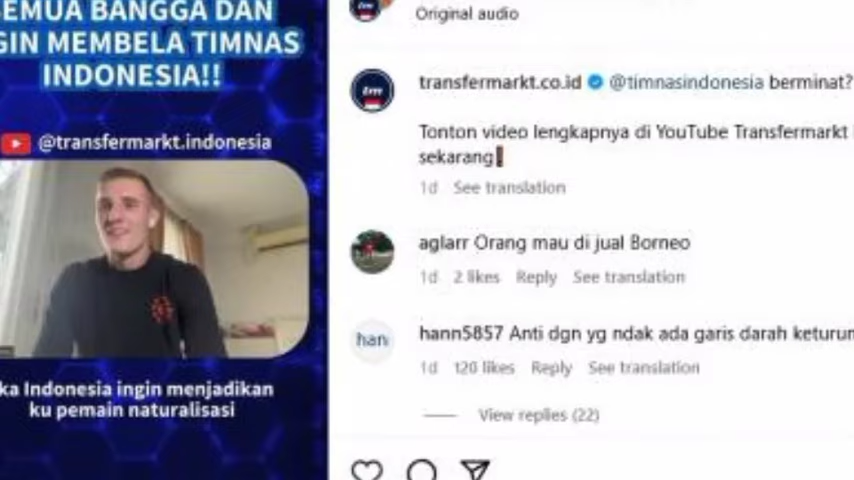 SEMUA BANGGA DAN
GIN MEMBELA TIMNAS
INDONESIA!!
@transfermarkt.indonesia
ka Indonesia ingin menjadikan
ku pemain naturalisasi
Original audio
transfermarkt.co.id @timnasindonesia berminat?
Tonton video lengkapnya di YouTube Transfermarkt
sekarang
1d See translation
aglarr Orang mau di jual Borneo
1d 2 likes Reply See translation
han
hann5857 Anti dgn yg ndak ada garis darah keturun
1d 120 likes Reply See translation
View replies (22)